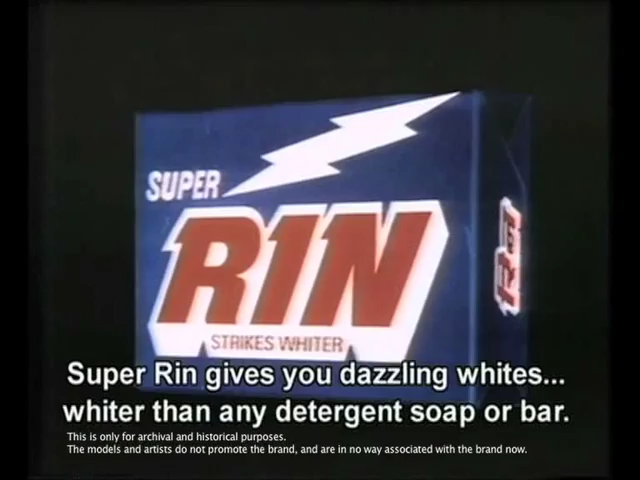 SUPER
RIN
STRIKES WHITER
Super Rin gives you dazzling whites...
whiter than any detergent soap or bar.
This is only for archival and historical purposes.
The models and artists do not promote the brand, and are in no way associated with the brand now.